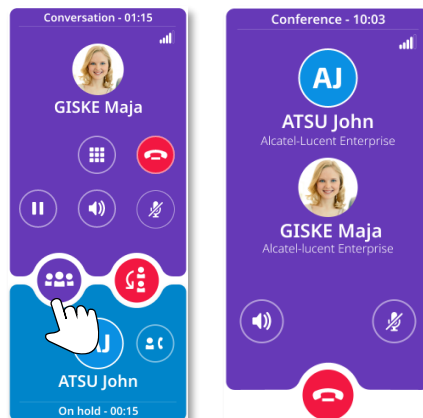 Conversation - 01:15
GISKE Maja
ATSU John
On hold - 00:15
Conference - 10:03
AJ
ATSU John
Alcatel-Lucent Enterprise
GISKE Maja
Alcatel-lucent Enterprise